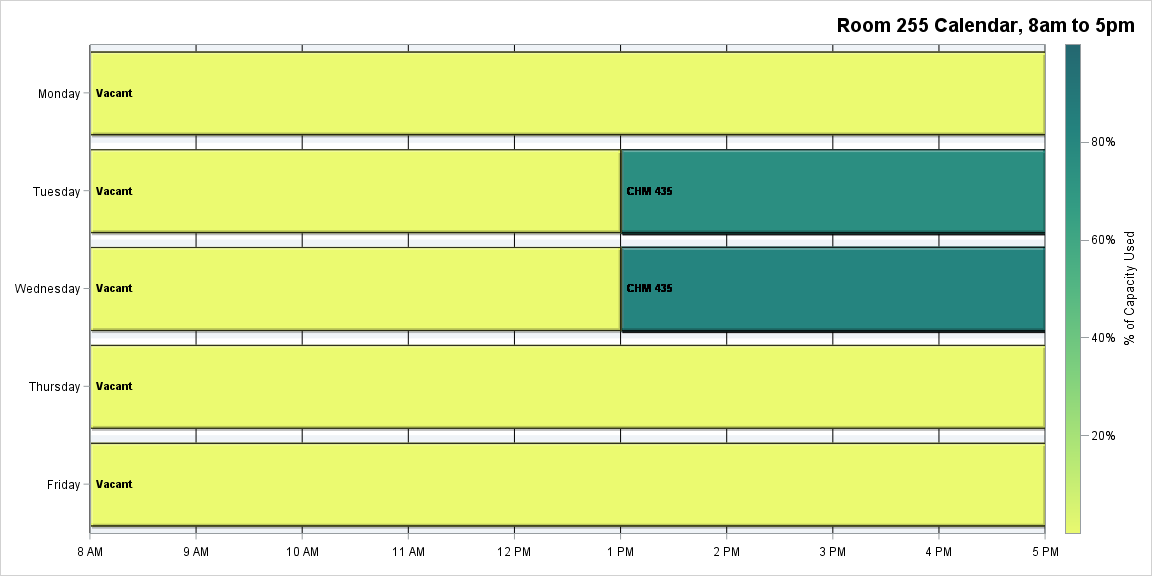 Room 255 Calendar, 8am to 5pm
Monday
Vacant
Tuesday
Vacant
CHM 435
Wednesday
Vacant
CHM 435
Thursday
Vacant
Friday
Vacant
8 AM
9 AM
10 AM
11 AM
12 PM
1 PM
2 PM
3 PM
4 PM
5 PM
80%
60%
40%
20%
% of Capacity Used